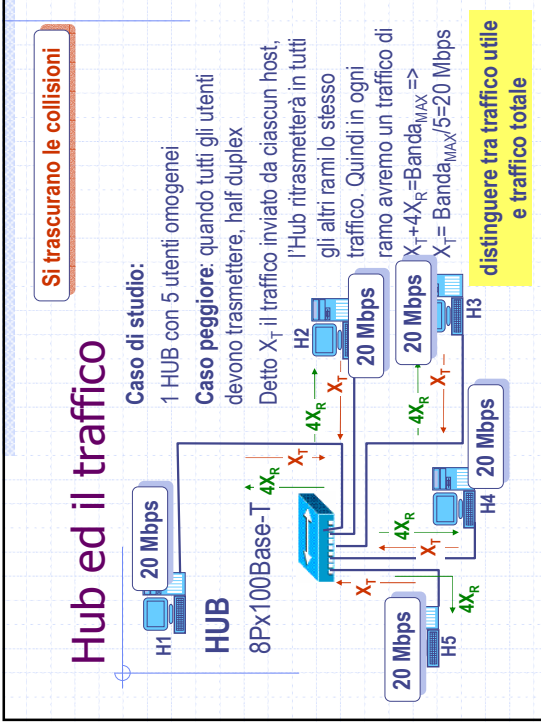 Hub ed il traffico
Si trascurano le collisioni
Caso di studio:
1 HUB con 5 utenti omogenei
Caso peggiore: quando tutti gli utenti
devono trasmettere, half duplex
Detto XT il traffico inviato da ciascun host,
l'Hub ritrasmetterà in tutti
gli altri rami lo stesso
traffico. Quindi in ogni
ramo avremo un traffico di
XT+4XR=BandaMAX =>
XT= BandaMAX/5=20 Mbps
distinguere tra traffico utile
e traffico totale
H1
20 Mbps
HUB
8Px100Base-T
XT
4XR
4XR
XT
H2
20 Mbps
4XR
XT
20 Mbps
H3
4XR
XT
20 Mbps
H4
XT
4XR
20 Mbps
H5